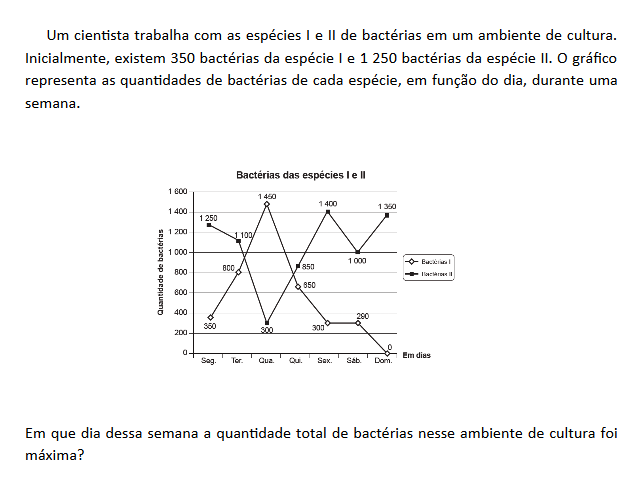 Um cientista trabalha com as espécies I e II de bactérias em um ambiente de cultura.
Inicialmente, existem 350 bactérias da espécie I e 1 250 bactérias da espécie II. O gráfico
representa as quantidades de bactérias de cada espécie, em função do dia, durante uma
semana.
Bactérias das espécies I e II
Quantidade de bactérias
1 600
1 400
1 200
1 000
800
600
400
200
0
1 250
1 100
1 450
1 400
1 350
800
850
650
1 000
350
300
300
290
0
Bactérias I
Bactérias II
Seg. Ter. Qua. Qui. Sex. Sáb. Dom.
Em dias
Em que dia dessa semana a quantidade total de bactérias nesse ambiente de cultura foi
máxima?